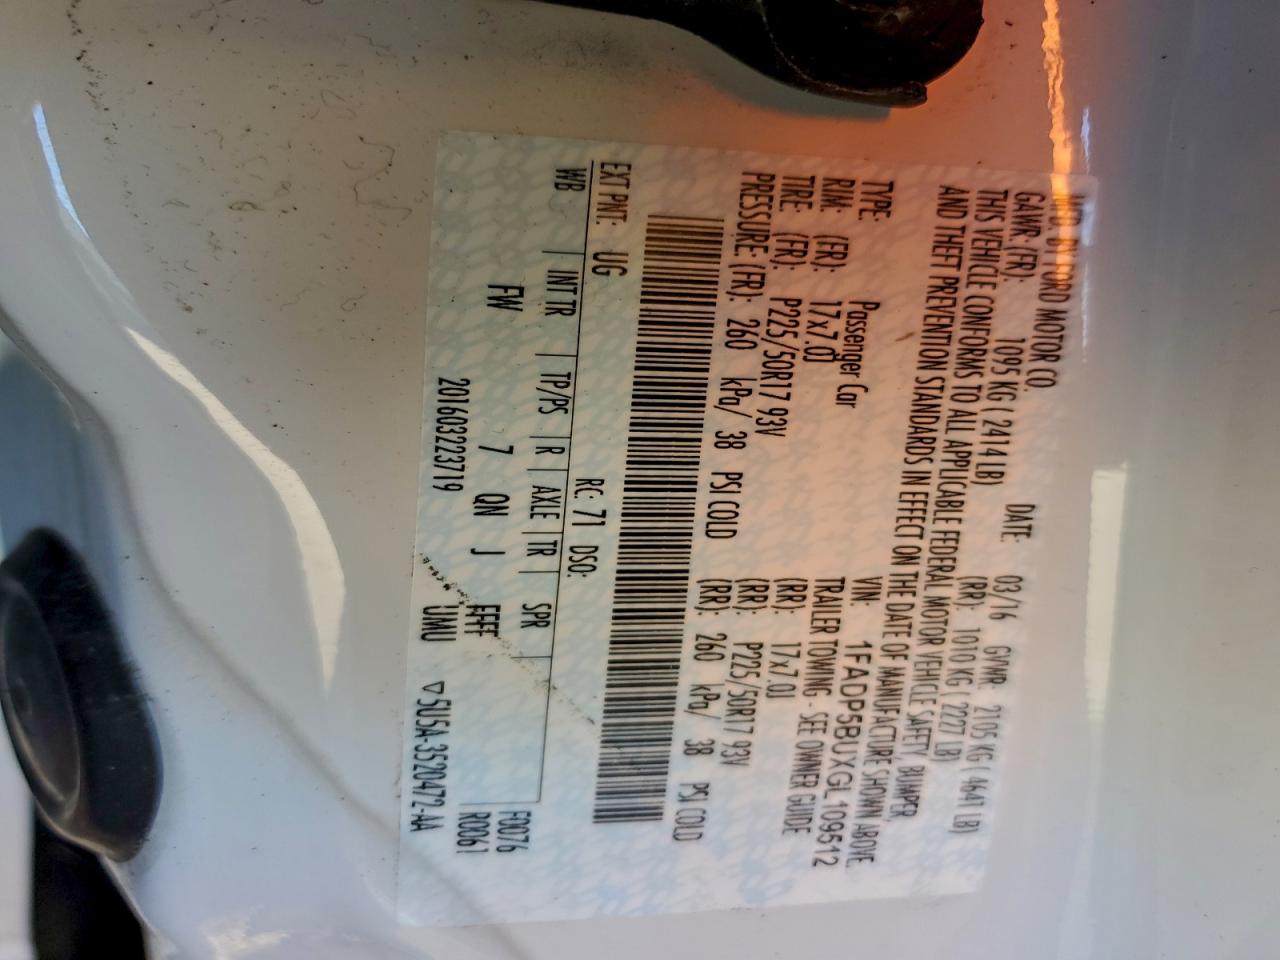 MFD BY FORD MOTOR CO.
DATE: 03/16 GVWR: 2105 KG ( 4641 LB)
GAWR: (FR): 1095 KG ( 2414 LB) (RR): 1010 KG ( 2227 LB)
THIS VEHICLE CONFORMS TO ALL APPLICABLE FEDERAL MOTOR VEHICLE SAFETY, BUMPER,
AND THEFT PREVENTION STANDARDS IN EFFECT ON THE DATE OF MANUFACTURE SHOWN ABOVE.
VIN: 1FADP5BUXGL109512
TYPE: Passenger Car TRAILER TOWING - SEE OWNER GUIDE
RIM: (FR): 17x7.0J (RR): 17x7.0J
TIRE: (FR): P225/50R17 93V (RR): P225/50R17 93V
PRESSURE: (FR): 260 kPa/ 38 PSI COLD (RR): 260 kPa/ 38 PSI COLD
EXT PNT: UG RC: 71 DSO:
WB | INT TR | TP/PS | R | AXLE | TR | SPR F0076
FW 7 QN J EFFF R0061
20160323719 UMU ▽5U5A-3520472-AA